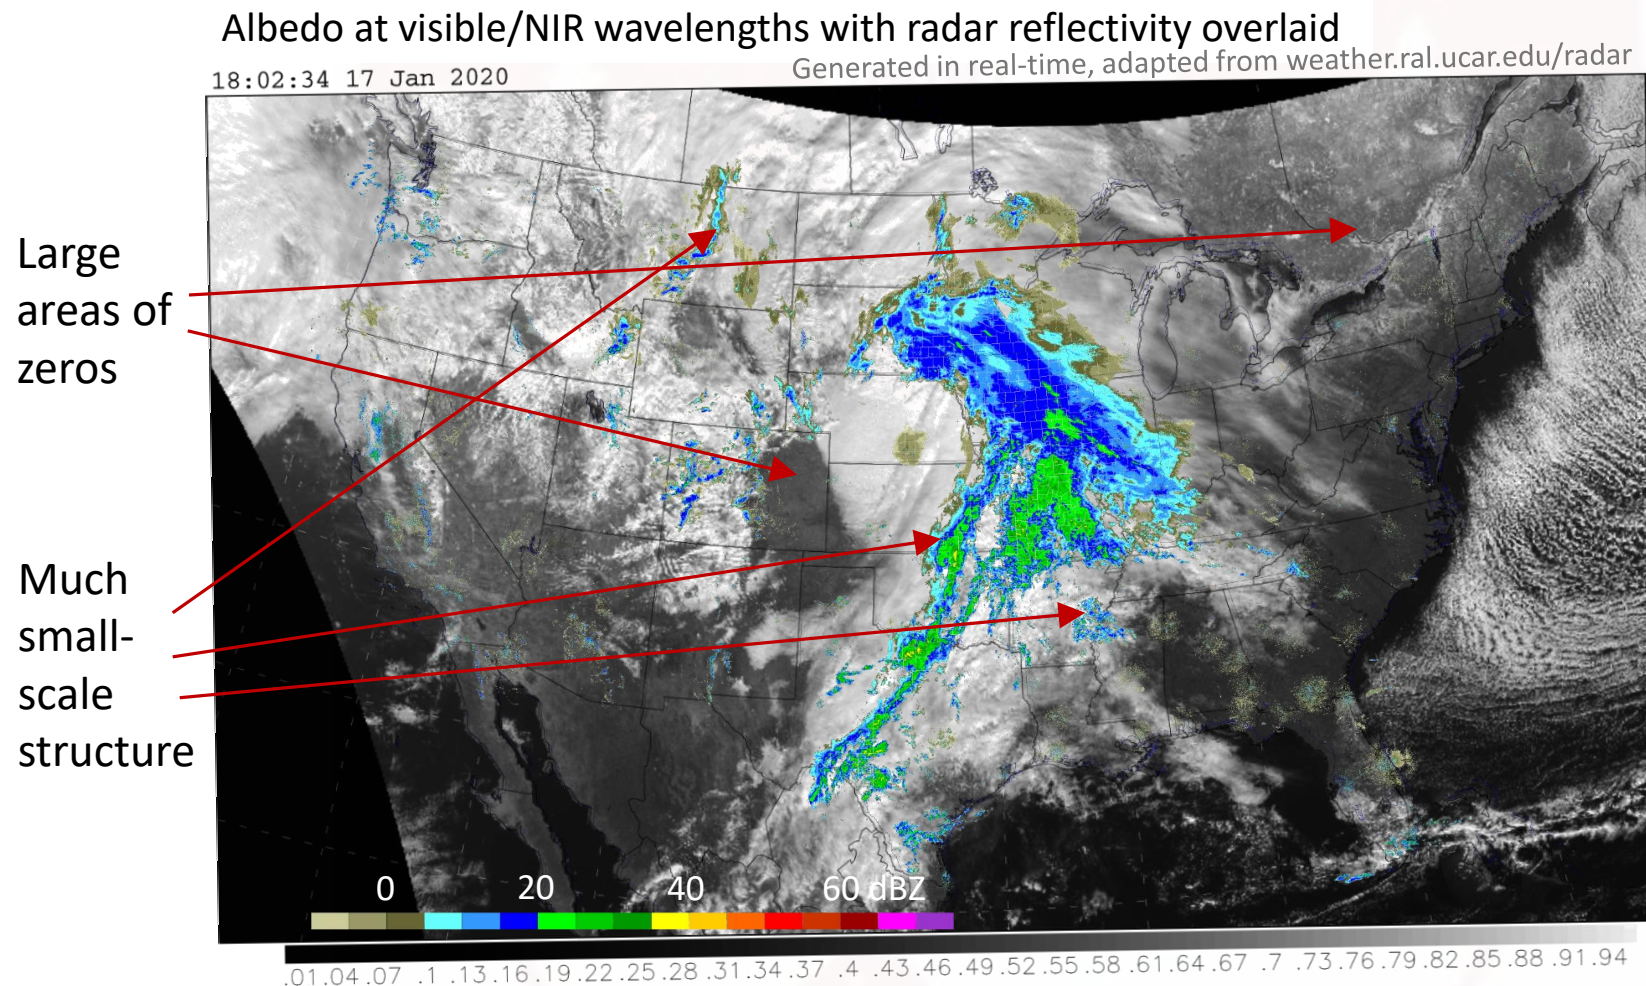 Albedo at visible/NIR wavelengths with radar reflectivity overlaid
Generated in real-time, adapted from weather.ral.ucar.edu/radar
18:02:34 17 Jan 2020
Large
areas of
zeros
Much
small-
scale
structure
0 20 40 60 dBZ
.01 .04 .07 .1 .13 .16 .19 .22 .25 .28 .31 .34 .37 .4 .43 .46 .49 .52 .55 .58 .61 .64 .67 .7 .73 .76 .79 .82 .85 .88 .91 .94